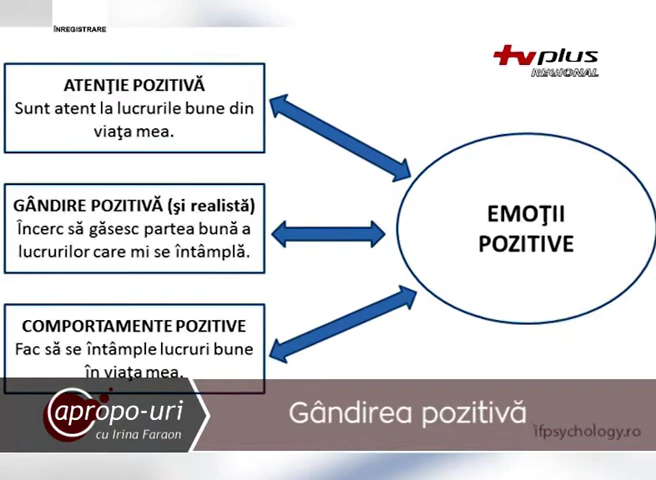 ÎNREGISTRARE
tvplus
REGIONAL
ATENŢIE POZITIVĂ
Sunt atent la lucrurile bune din
viaţa mea.
GÂNDIRE POZITIVĂ (şi realistă)
Încerc să găsesc partea bună a
lucrurilor care mi se întâmplă.
COMPORTAMENTE POZITIVE
Fac să se întâmple lucruri bune
în viaţa mea.
EMOŢII
POZITIVE
apropo-uri
cu Irina Faraon
Gândirea pozitivă
ifpsychology.ro